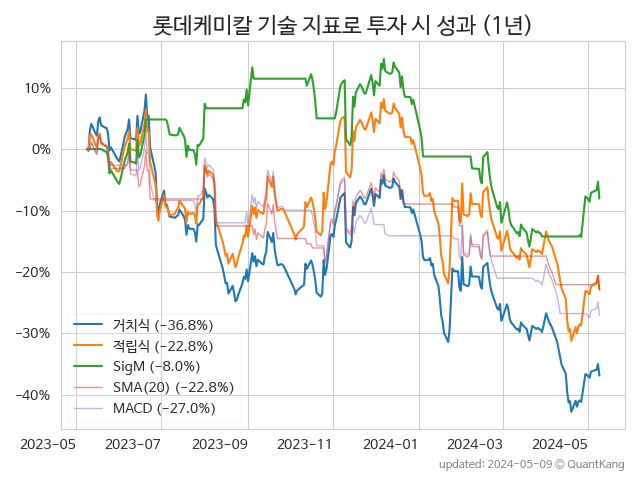 롯데케미칼 기술 지표로 투자 시 성과 (1년)
10%
0%
−10%
−20%
−30%
−40%
거치식 (−36.8%)
적립식 (−22.8%)
SigM (−8.0%)
SMA(20) (−22.8%)
MACD (−27.0%)
2023-05
2023-07
2023-09
2023-11
2024-01
2024-03
2024-05
updated: 2024-05-09 © QuantKang